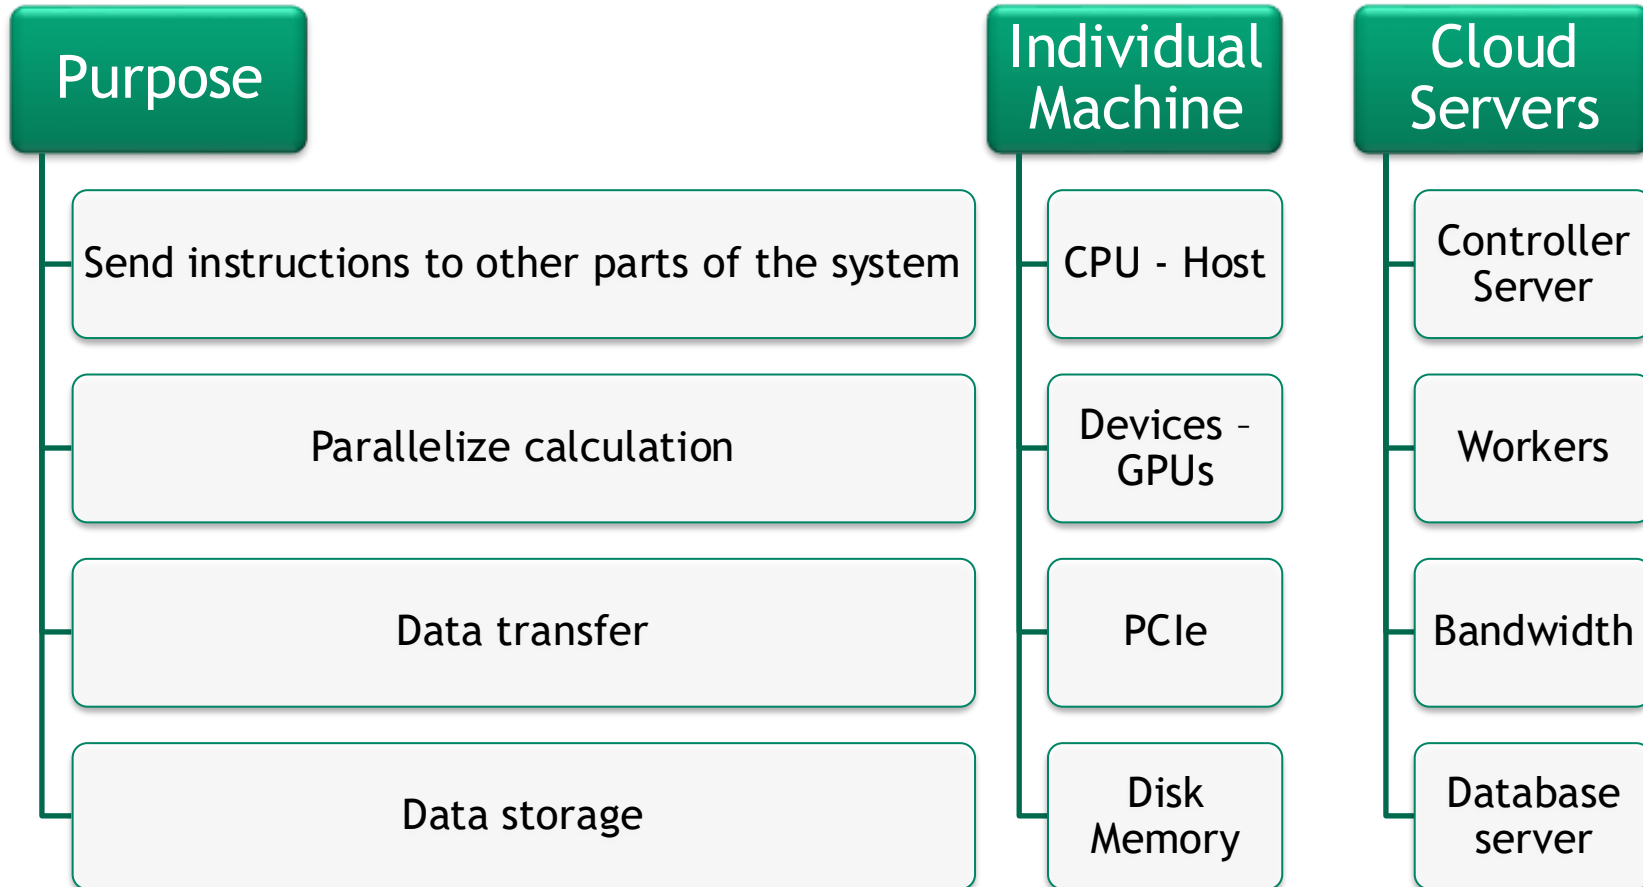 Purpose
Send instructions to other parts of the system
Parallelize calculation
Data transfer
Data storage
Individual
Machine
CPU - Host
Devices –
GPUs
PCIe
Disk
Memory
Cloud
Servers
Controller
Server
Workers
Bandwidth
Database
server